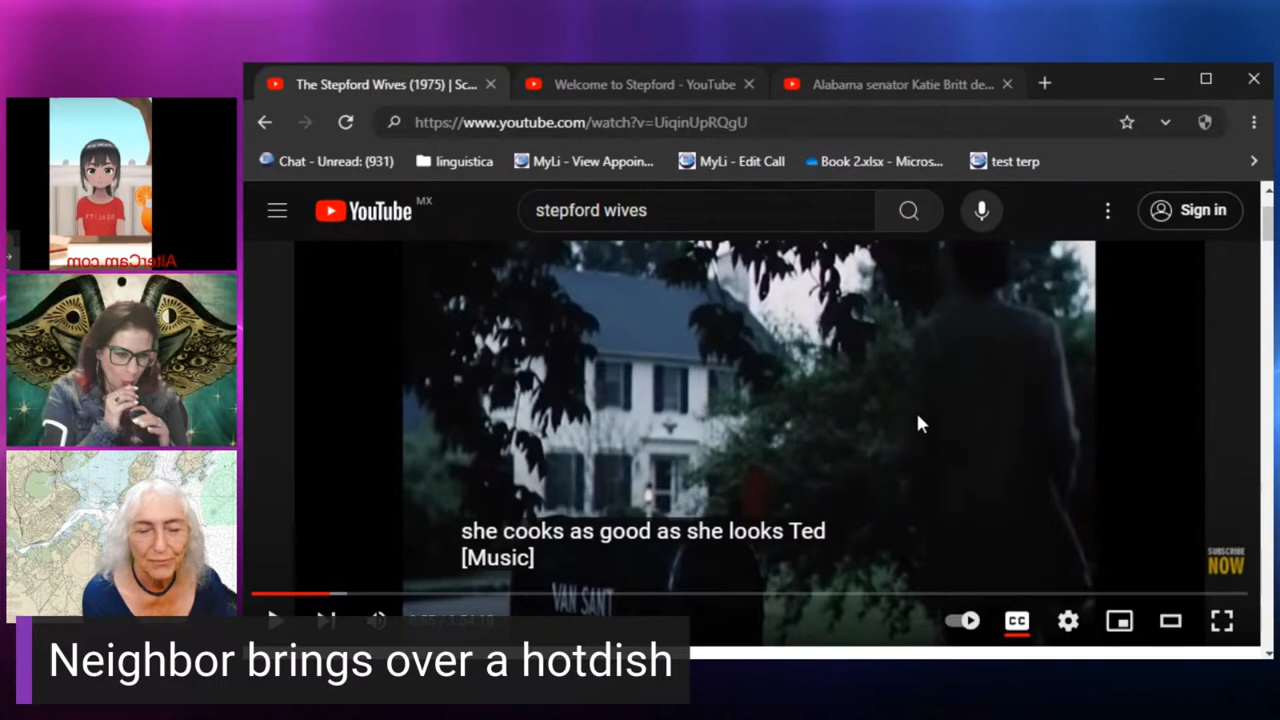 The Stepford Wives (1975) | Sc...
Welcome to Stepford - YouTube
Alabama senator Katie Britt de...
https://www.youtube.com/watch?v=UiqinUpRQgU
Chat - Unread: (931)
linguistica
MyLi - View Appoin...
MyLi - Edit Call
Book 2.xlsx - Micros...
test terp
YouTube MX
stepford wives
Sign in
AlterCam.com
she cooks as good as she looks Ted
[Music]
VAN SANT
SUBSCRIBE
NOW
CC
Neighbor brings over a hotdish